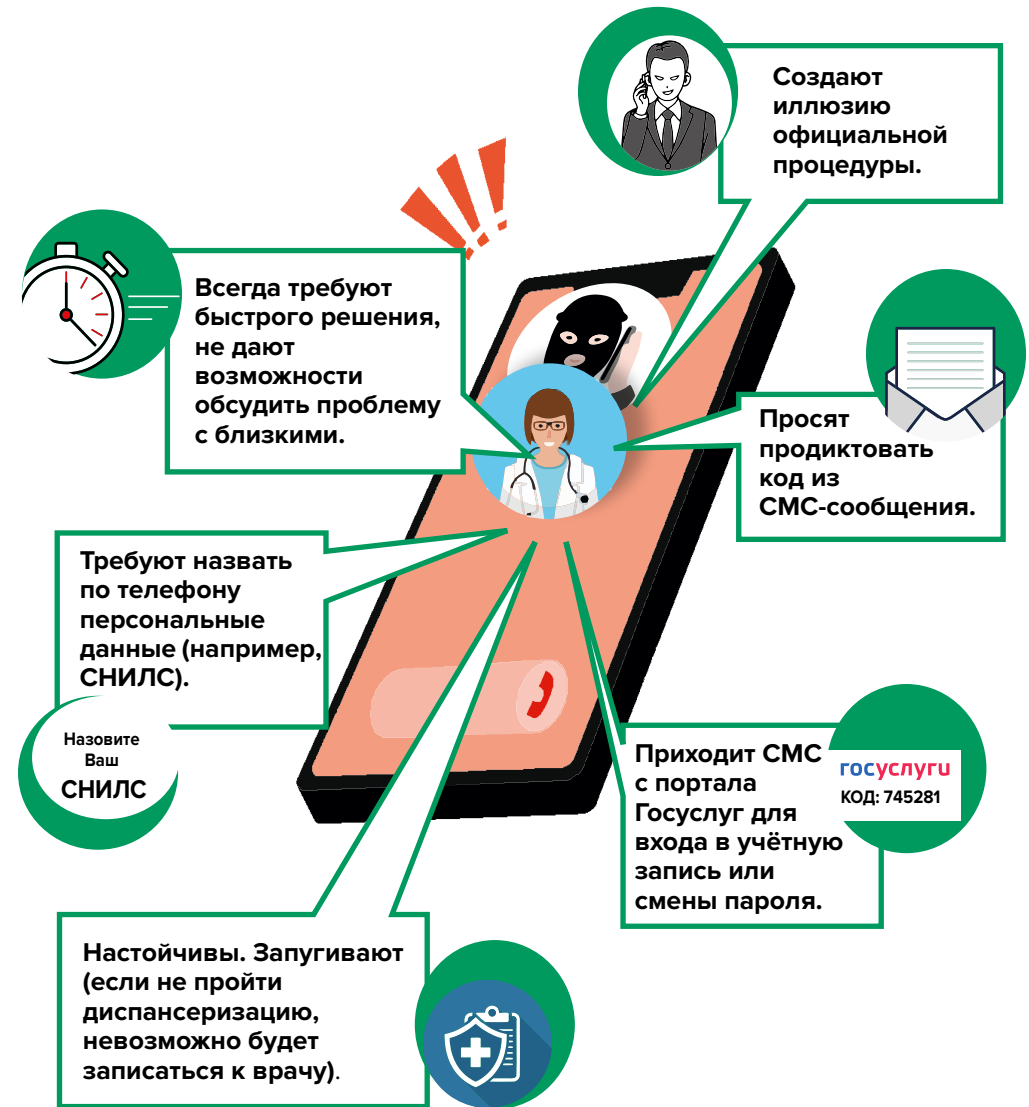 Создают
иллюзию
официальной
процедуры.
Всегда требуют
быстрого решения,
не дают
возможности
обсудить проблему
с близкими.
Просят
продиктовать
код из
СМС-сообщения.
Требуют назвать
по телефону
персональные
данные (например,
СНИЛС).
Назовите
Ваш
СНИЛС
Приходит СМС
с портала
Госуслуг для
входа в учётную
запись или
смены пароля.
госуслуги
КОД: 745281
Настойчивы. Запугивают
(если не пройти
диспансеризацию,
невозможно будет
записаться к врачу).